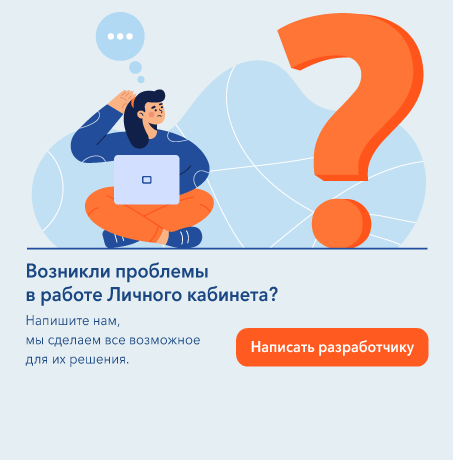 Возникли проблемы
в работе Личного кабинета?
Напишите нам,
мы сделаем все возможное
для их решения.
Написать разработчику